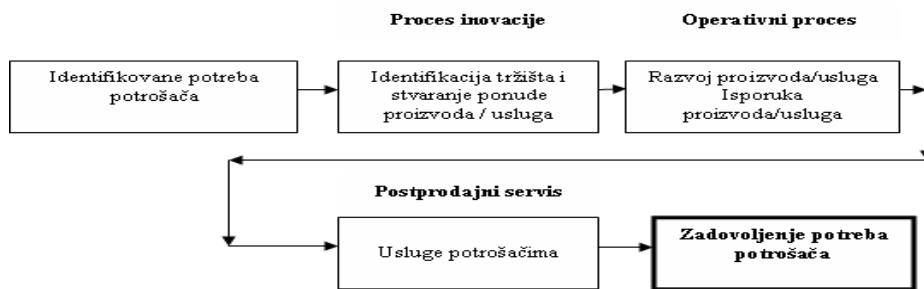 Proces inovacije
Operativni proces
Identifikovane potreba
potrošača
Identifikacija tržišta i
stvaranje ponude
proizvoda / usluga
Razvoj proizvoda/usluga
Isporuka
proizvoda/usluga
Postprodajni servis
Usluge potrošačima
Zadovoljenje potreba
potrošača